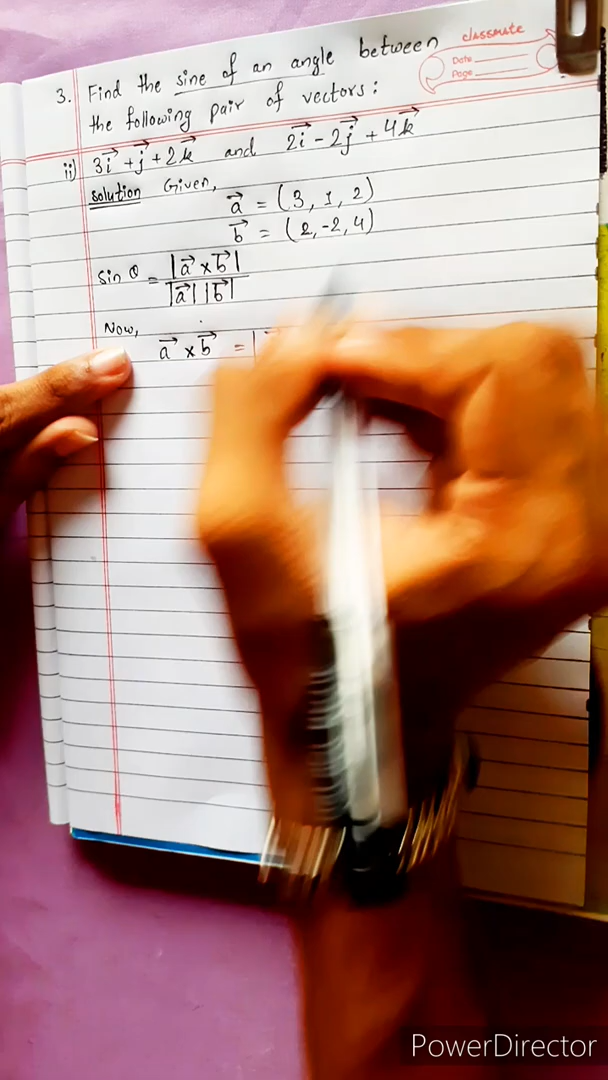 classmate
Date
Page
3. Find the sine of an angle between
the following pair of vectors:
ii) 3i⃗ + j⃗ + 2k⃗ and 2i⃗ - 2j⃗ + 4k⃗
Solution Given,
a⃗ = (3, 1, 2)
b⃗ = (2, -2, 4)
Sin θ = |a⃗ × b⃗| / |a⃗| |b⃗|
Now,
a⃗ × b⃗ = |
PowerDirector